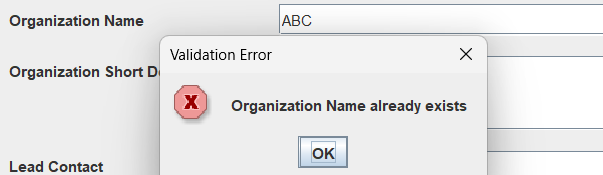 Organization Name
ABC
Validation Error
Organization Short D
Organization Name already exists
OK
Lead Contact